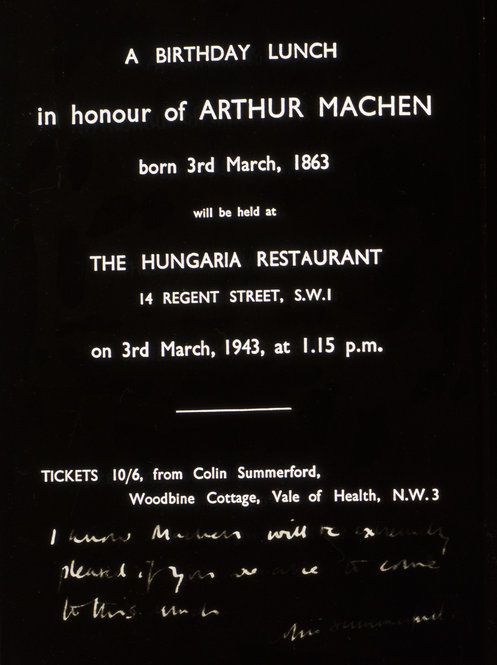 A BIRTHDAY LUNCH
in honour of ARTHUR MACHEN
born 3rd March, 1863
will be held at
THE HUNGARIA RESTAURANT
14 REGENT STREET, S.W.1
on 3rd March, 1943, at 1.15 p.m.
TICKETS 10/6, from Colin Summerford,
Woodbine Cottage, Vale of Health, N.W.3
I know Machen will be extremely
pleased if you are able to come
to this